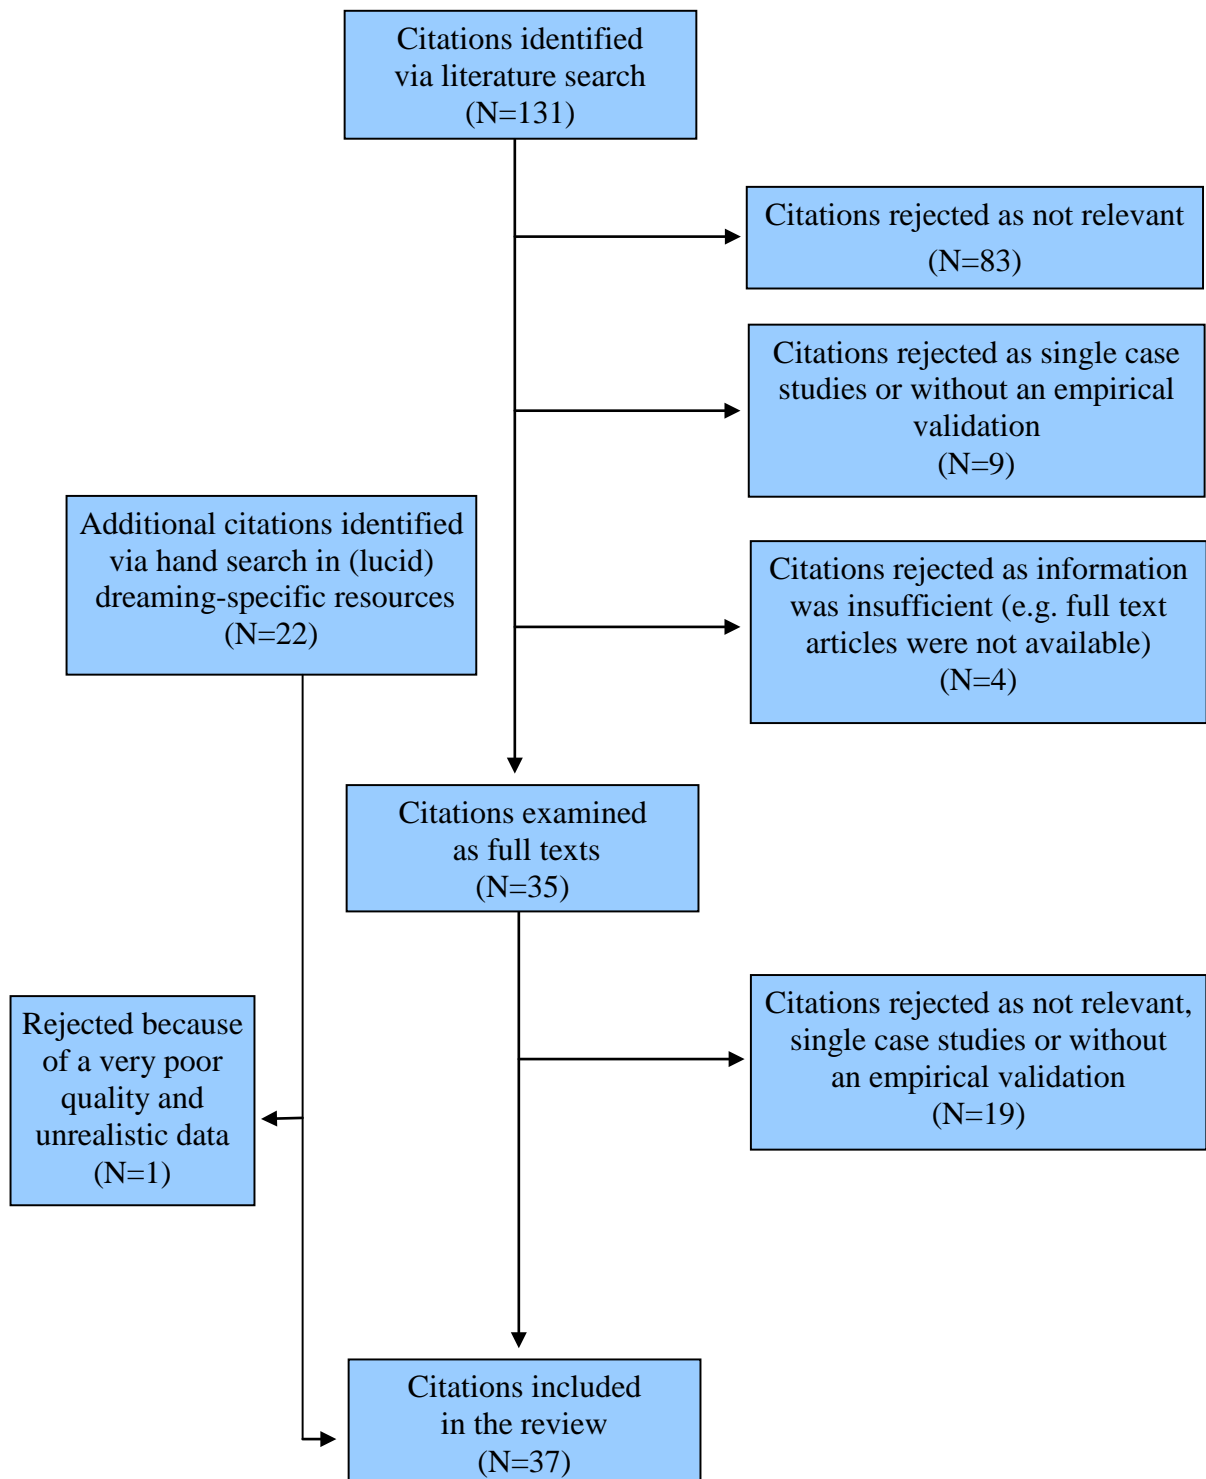 Citations identified
via literature search
(N=131)
Citations rejected as not relevant
(N=83)
Citations rejected as single case
studies or without an empirical
validation
(N=9)
Additional citations identified
via hand search in (lucid)
dreaming-specific resources
(N=22)
Citations rejected as information
was insufficient (e.g. full text
articles were not available)
(N=4)
Citations examined
as full texts
(N=35)
Citations rejected as not relevant,
single case studies or without
an empirical validation
(N=19)
Rejected because
of a very poor
quality and
unrealistic data
(N=1)
Citations included
in the review
(N=37)